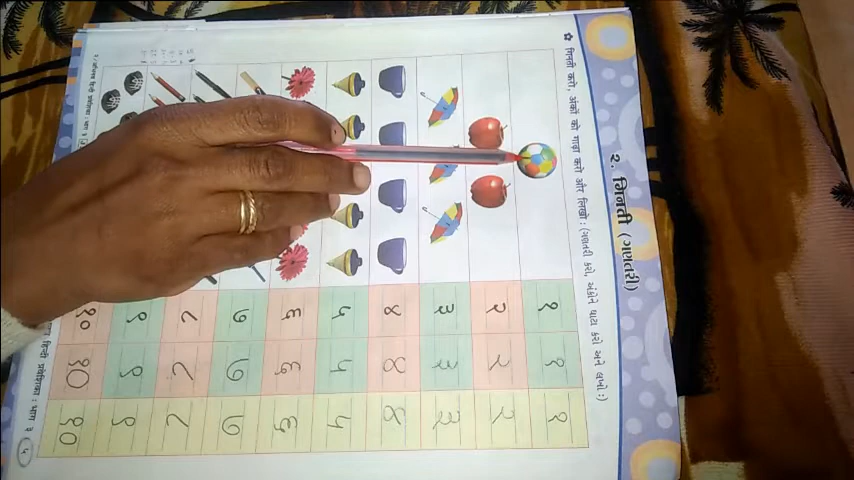 २. गिनती (ગણતરી)
गिनती करो, अंकों को गाढ़ा करो और लिखो : (ગણતરી કરો, અંકોને ઘાટા કરો અને લખો :)
१ १ १
२ २ २
३ ३ ३
४ ४ ४
५ ५ ५
६ ६ ६
७ ७ ७
८ ८ ८
९ ९ ९
१० १० १०